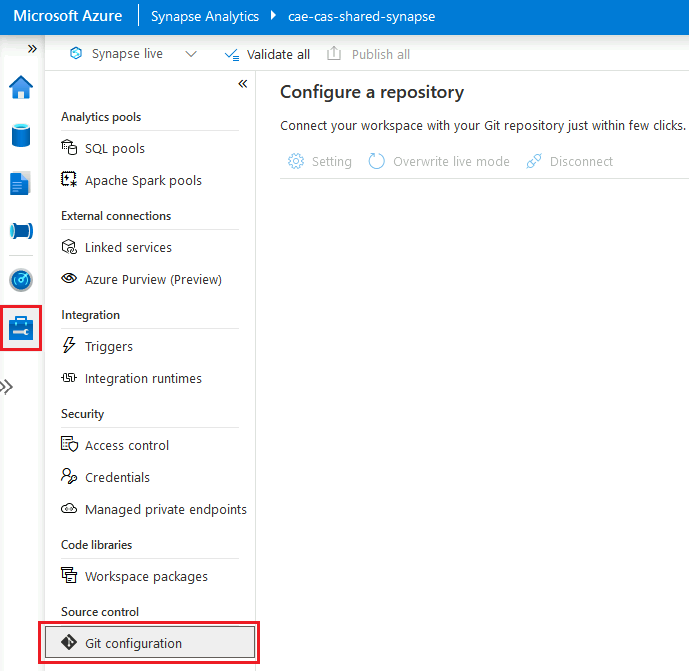 Microsoft Azure Synapse Analytics cae-cas-shared-synapse
Synapse live Validate all Publish all
Analytics pools
SQL pools
Apache Spark pools
External connections
Linked services
Azure Purview (Preview)
Integration
Triggers
Integration runtimes
Security
Access control
Credentials
Managed private endpoints
Code libraries
Workspace packages
Source control
Git configuration
Configure a repository
Connect your workspace with your Git repository just within few clicks.
Setting Overwrite live mode Disconnect